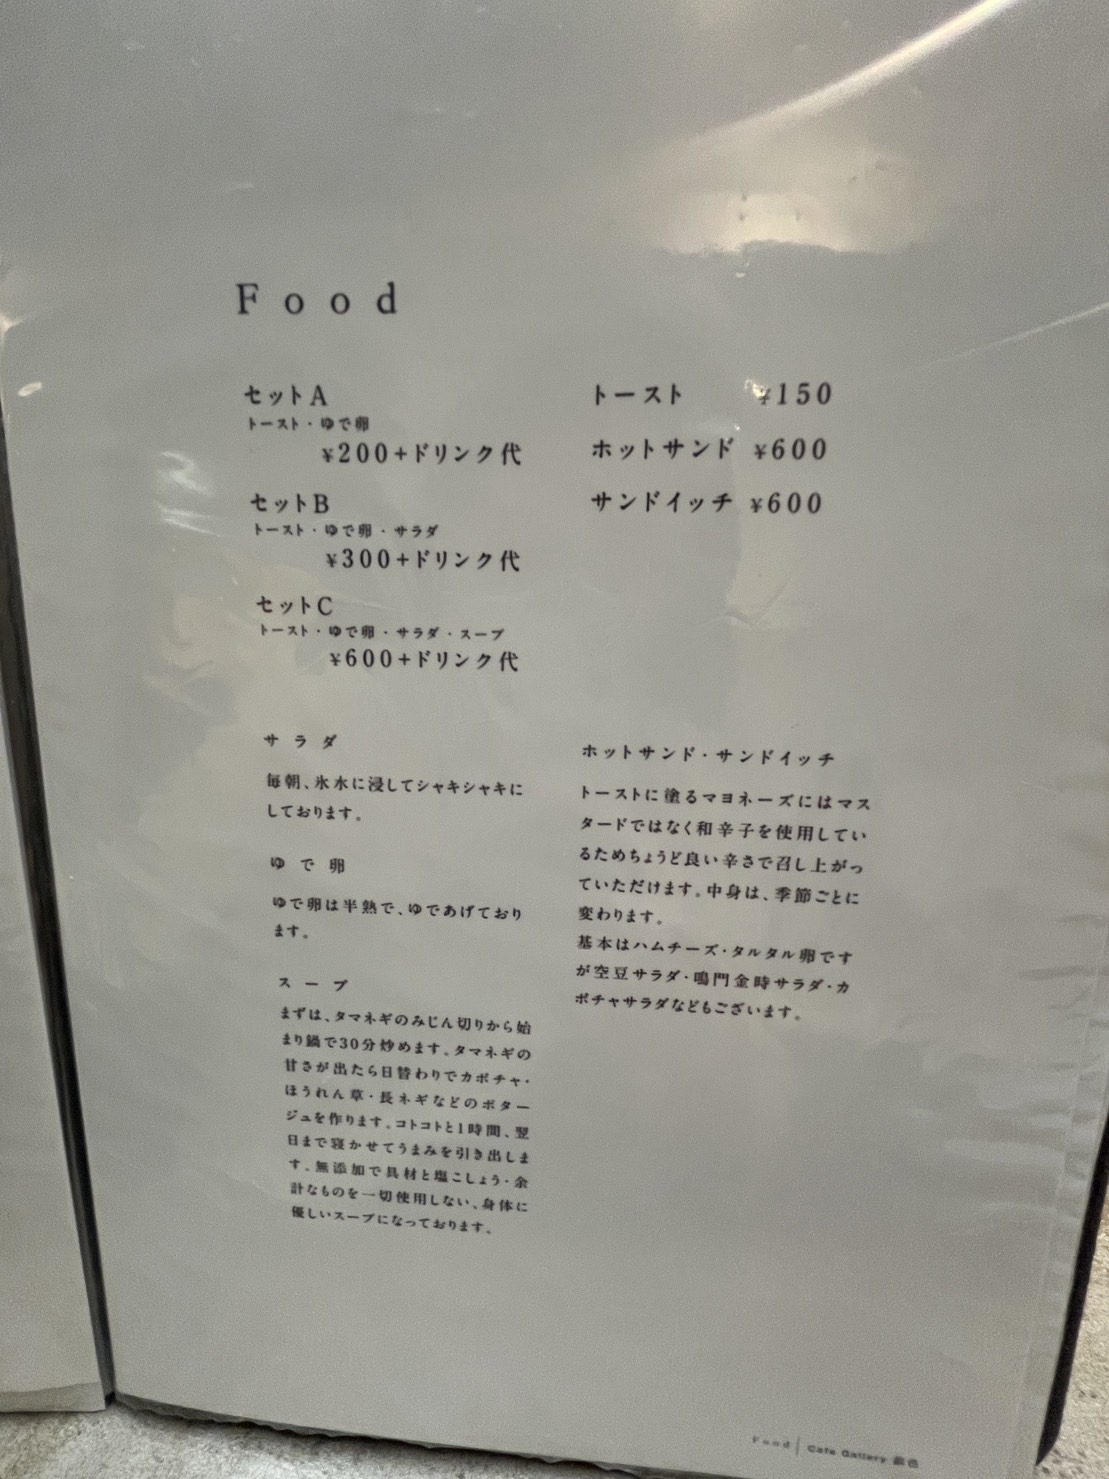 Food
セットA
トースト・ゆで卵
¥200+ドリンク代
セットB
トースト・ゆで卵・サラダ
¥300+ドリンク代
セットC
トースト・ゆで卵・サラダ・スープ
¥600+ドリンク代
トースト ¥150
ホットサンド ¥600
サンドイッチ ¥600
サラダ
毎朝、氷水に浸してシャキシャキに
しております。
ゆで卵
ゆで卵は半熟で、ゆであげており
ます。
スープ
まずは、タマネギのみじん切りから始
まり鍋で30分炒めます。タマネギの
甘さが出たら日替わりでカボチャ・
ほうれん草・長ネギなどのポター
ジュを作ります。コトコトと1時間、翌
日まで寝かせてうまみを引き出しま
す。無添加で具材と塩こしょう・余
計なものを一切使用しない、身体に
優しいスープになっております。
ホットサンド・サンドイッチ
トーストに塗るマヨネーズにはマス
タードではなく和辛子を使用してい
るためちょうど良い辛さで召し上がっ
ていただけます。中身は、季節ごとに
変わります。
基本はハムチーズ・タルタル卵です
が空豆サラダ・鳴門金時サラダ・カ
ボチャサラダなどもございます。
Food | Cafe Gallery 銀色